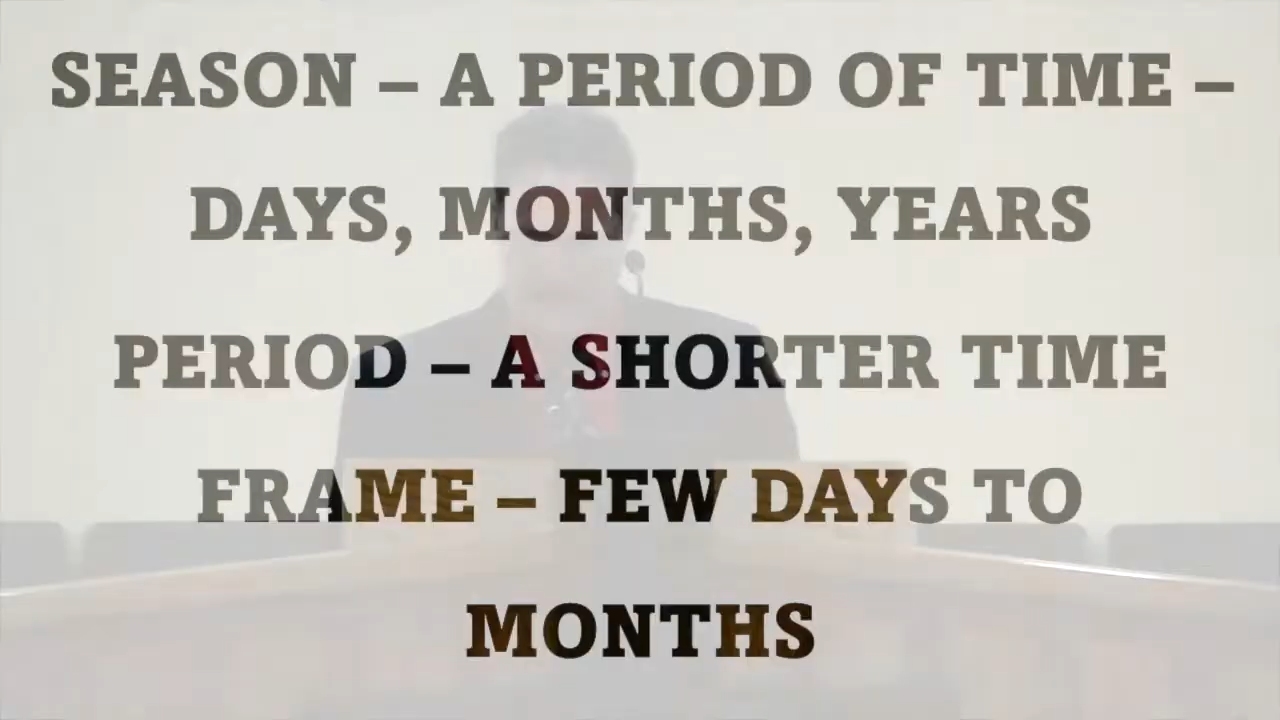 SEASON – A PERIOD OF TIME –
DAYS, MONTHS, YEARS
PERIOD – A SHORTER TIME
FRAME – FEW DAYS TO
MONTHS